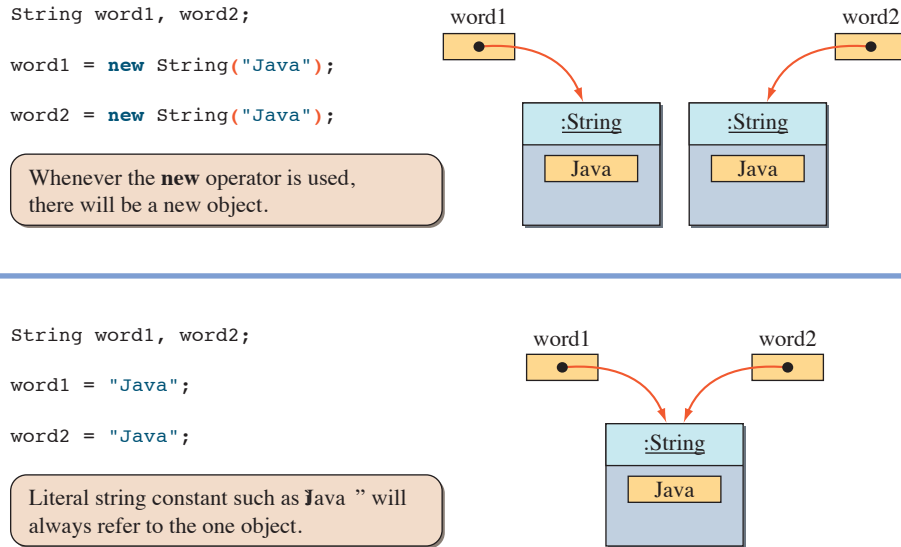 String word1, word2;
word1 = new String("Java");
word2 = new String("Java");
Whenever the new operator is used,
there will be a new object.
word1
word2
:String
Java
:String
Java
String word1, word2;
word1 = "Java";
word2 = "Java";
Literal string constant such as Java ” will
always refer to the one object.
word1
word2
:String
Java